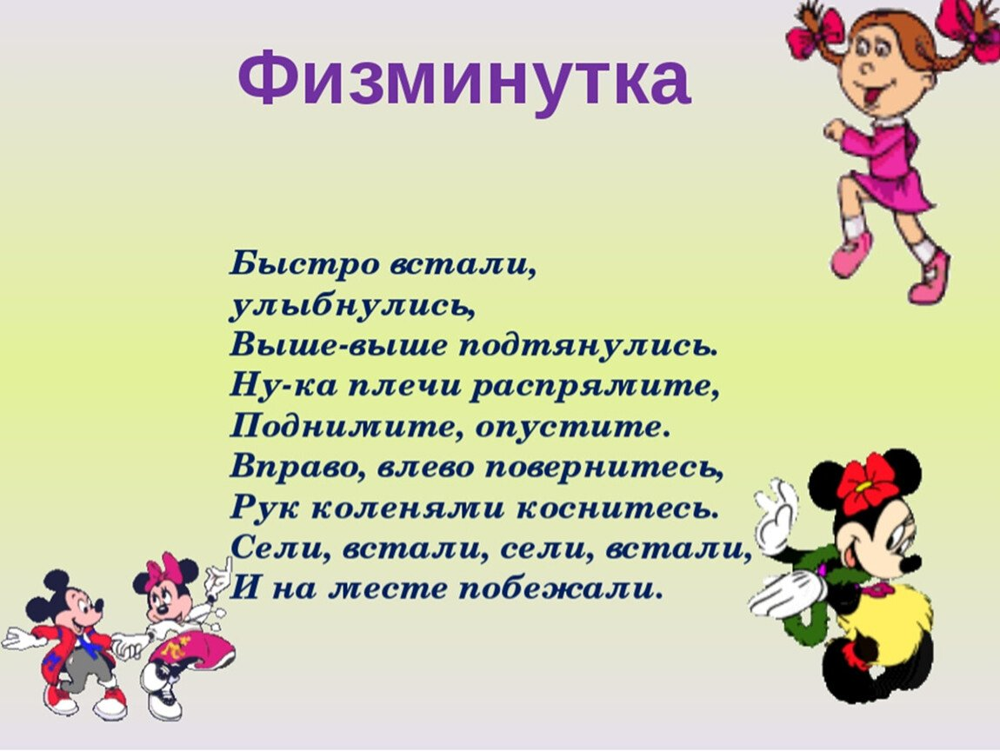 Физминутка
Быстро встали,
улыбнулись,
Выше-выше подтянулись.
Ну-ка плечи распрямите,
Поднимите, опустите.
Вправо, влево повернитесь,
Рук коленями коснитесь.
Сели, встали, сели, встали,
И на месте побежали.